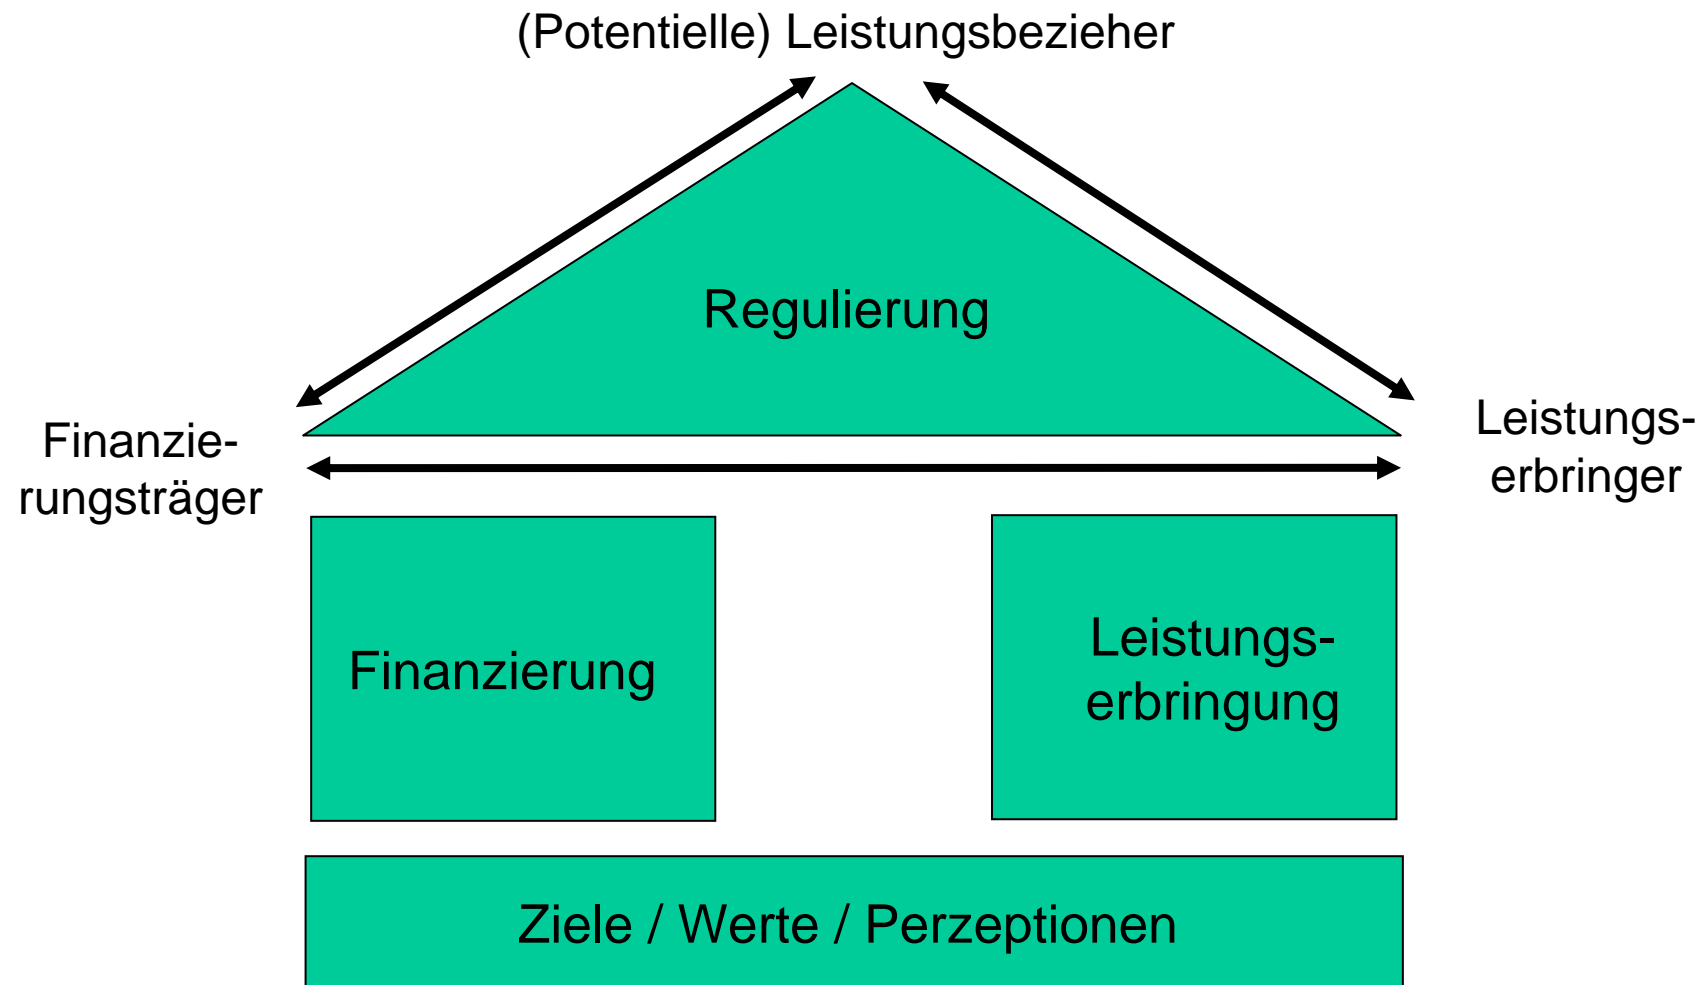 (Potentielle) Leistungsbezieher
Regulierung
Finanzie-
rungsträger
Leistungs-
erbringer
Finanzierung
Leistungs-
erbringung
Ziele / Werte / Perzeptionen